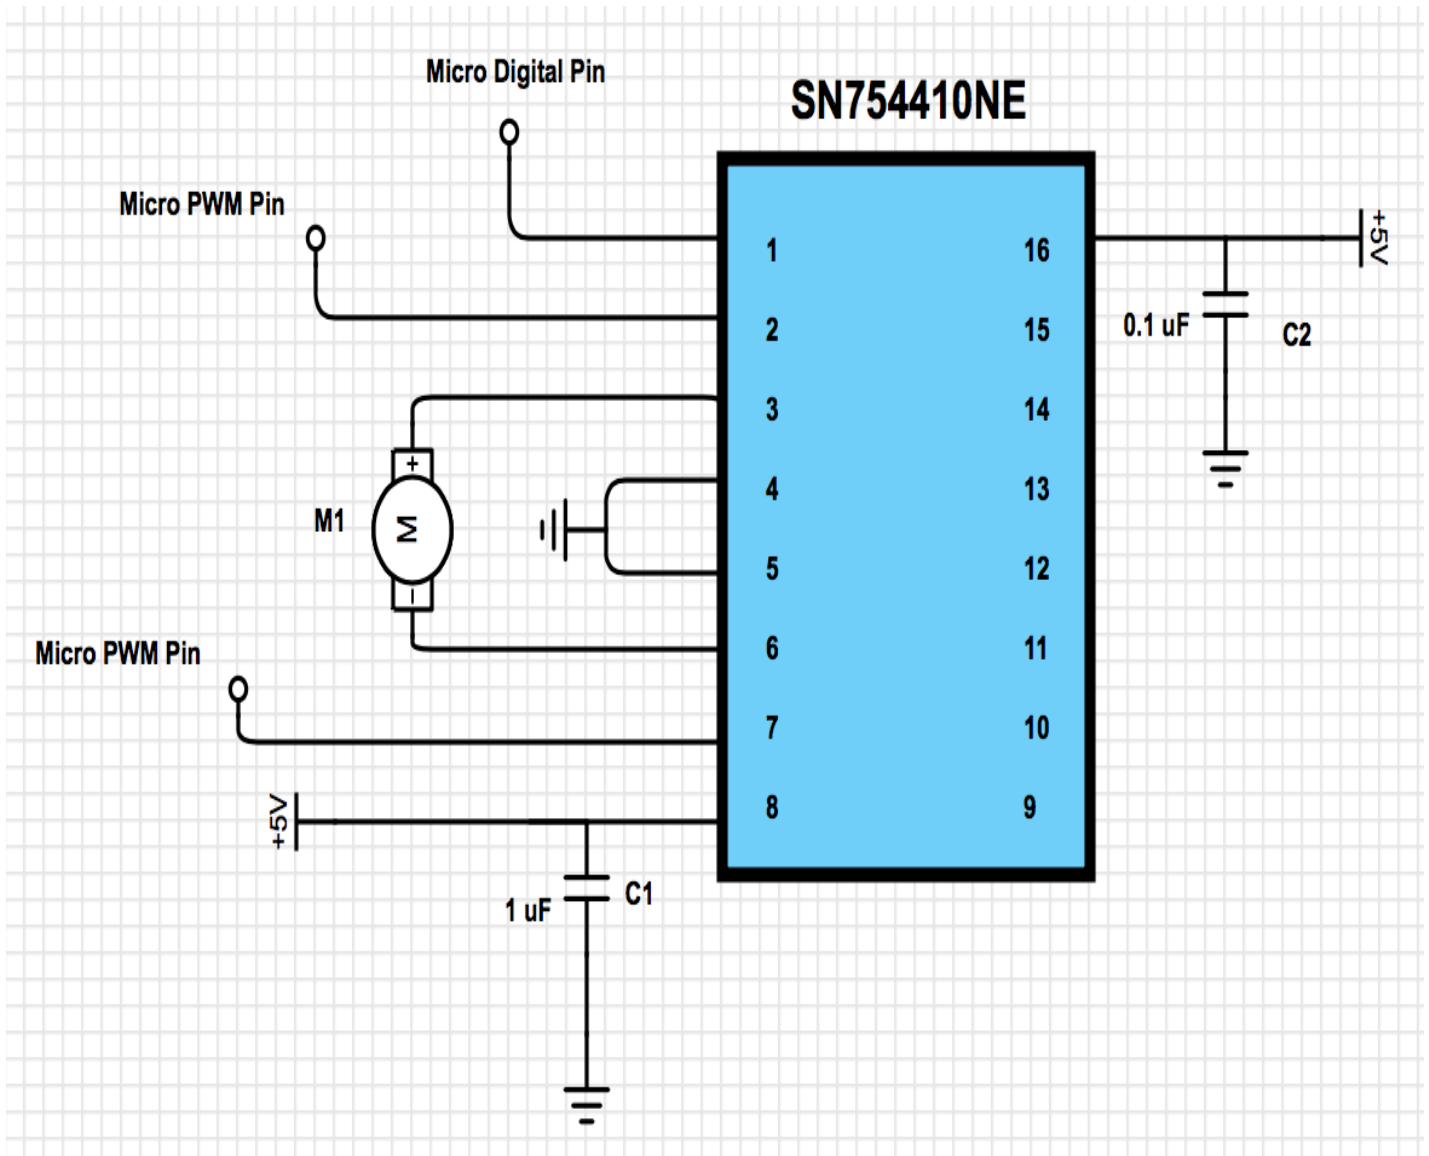 Micro Digital Pin
SN754410NE
Micro PWM Pin
+5V
1 16
2 15
0.1 uF
C2
3 14
+
4 13
M1
M
5 12
−
6 11
Micro PWM Pin
7 10
+5V
8 9
1 uF
C1